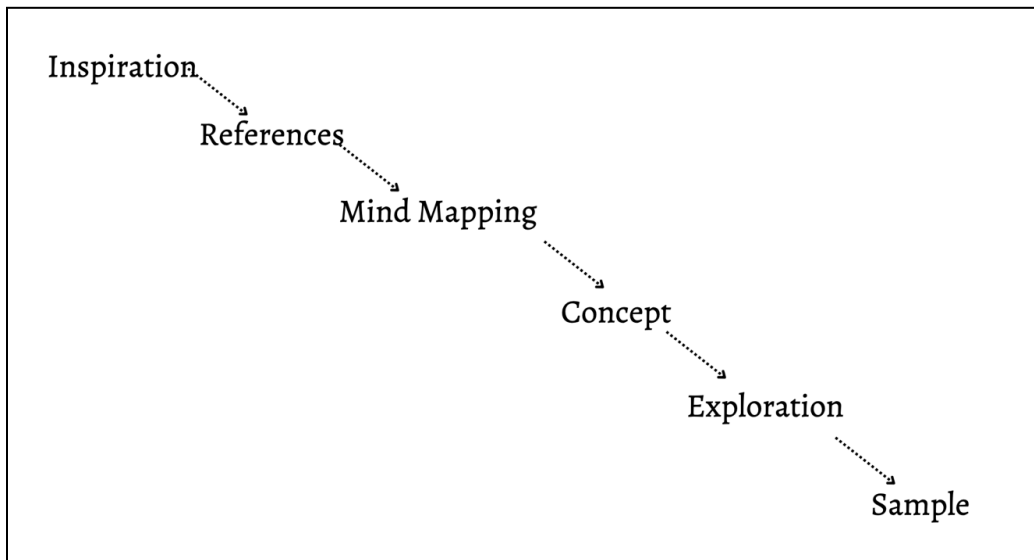 Inspiration
References
Mind Mapping
Concept
Exploration
Sample